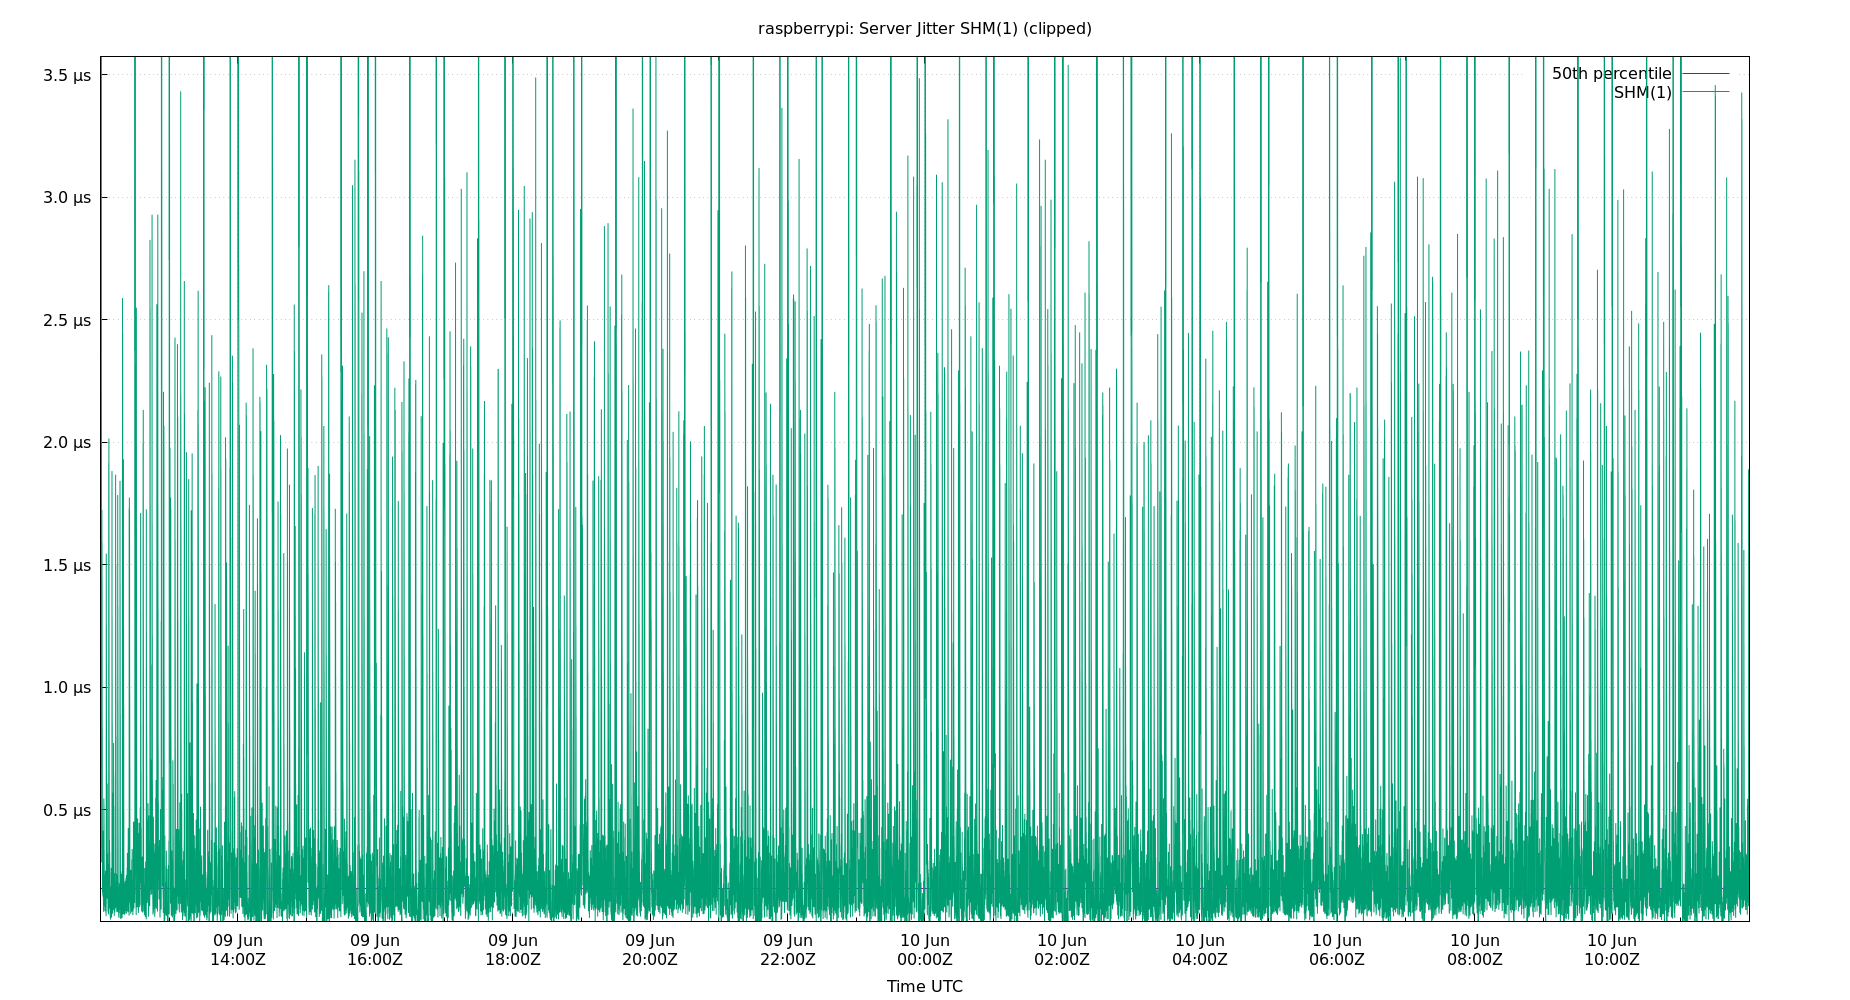 raspberrypi: Server Jitter SHM(1) (clipped)
3.5 µs
3.0 µs
2.5 µs
2.0 µs
1.5 µs
1.0 µs
0.5 µs
50th percentile
SHM(1)
09 Jun 09 Jun 09 Jun 09 Jun 09 Jun 10 Jun 10 Jun 10 Jun 10 Jun 10 Jun 10 Jun
14:00Z 16:00Z 18:00Z 20:00Z 22:00Z 00:00Z 02:00Z 04:00Z 06:00Z 08:00Z 10:00Z
Time UTC